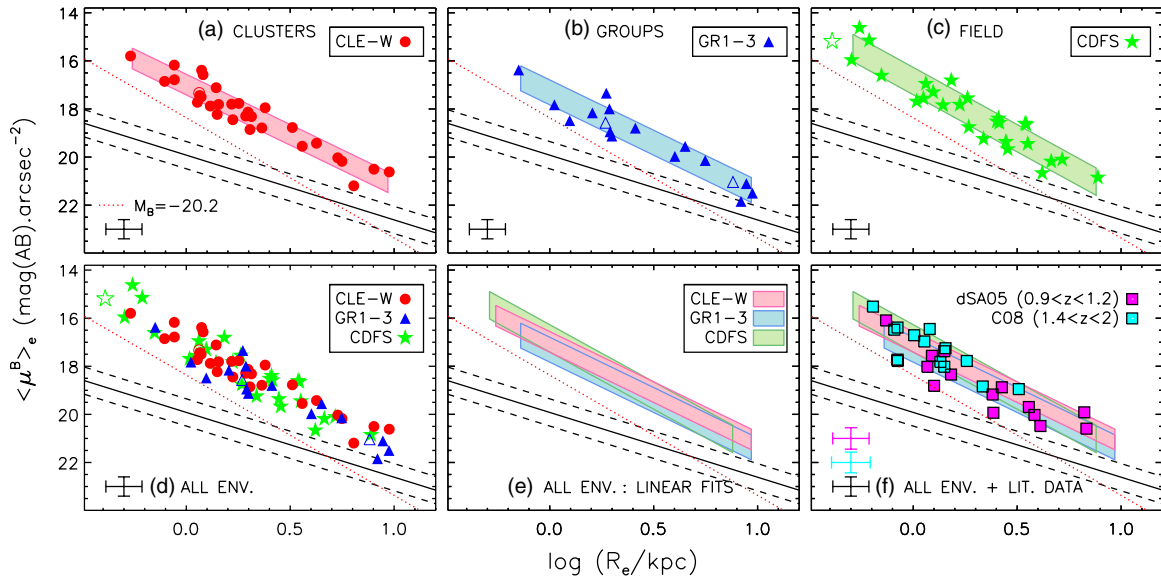 (a) CLUSTERS
CLE-W
(b) GROUPS
GR1-3
(c) FIELD
CDFS
14
16
18
20
22
M_B=-20.2
14
16
18
20
22
<μ^B>_e (mag(AB).arcsec^-2)
CLE-W
GR1-3
CDFS
(d) ALL ENV.
CLE-W
GR1-3
CDFS
(e) ALL ENV.: LINEAR FITS
dSA05 (0.9<z<1.2)
C08 (1.4<z<2)
(f) ALL ENV. + LIT. DATA
0.0 0.5 1.0
0.0 0.5 1.0
0.0 0.5 1.0
log (R_e/kpc)